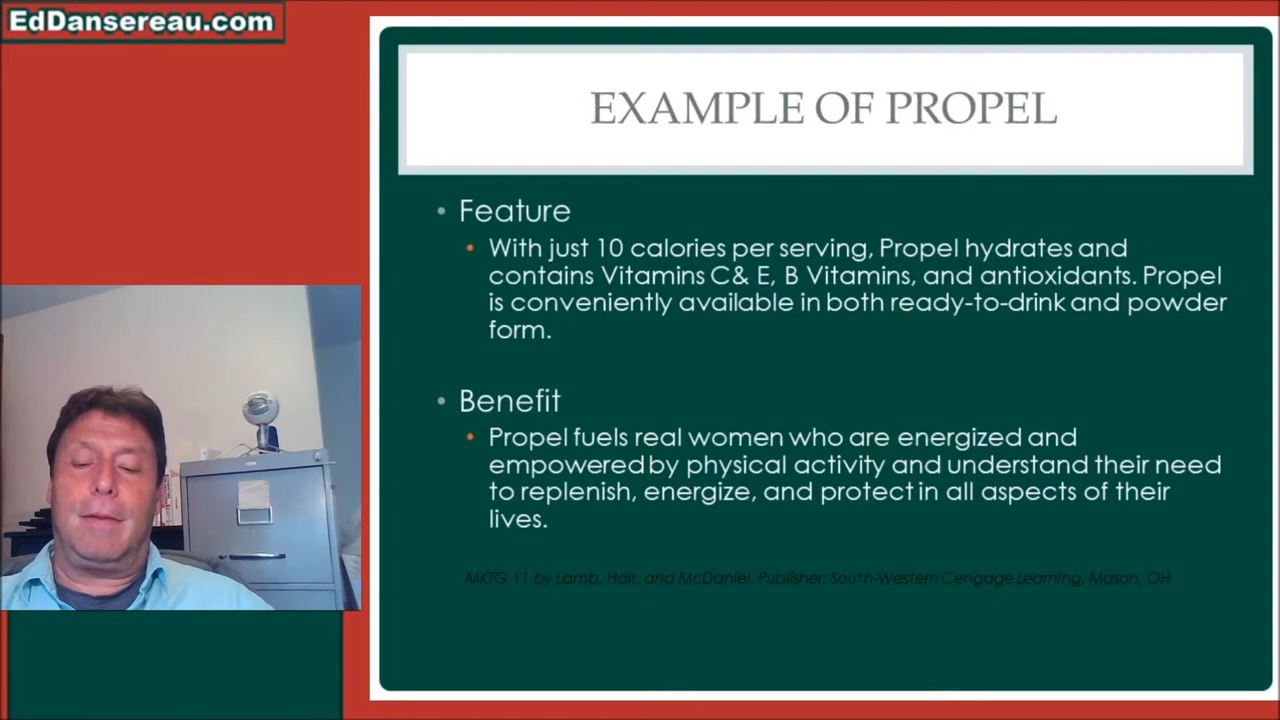 EdDansereau.com
EXAMPLE OF PROPEL
• Feature
• With just 10 calories per serving, Propel hydrates and
contains Vitamins C& E, B Vitamins, and antioxidants. Propel
is conveniently available in both ready-to-drink and powder
form.
• Benefit
• Propel fuels real women who are energized and
empowered by physical activity and understand their need
to replenish, energize, and protect in all aspects of their
lives.
MKTG 11 by Lamb, Hair, and McDaniel. Publisher: South-Western Cengage Learning, Mason, OH